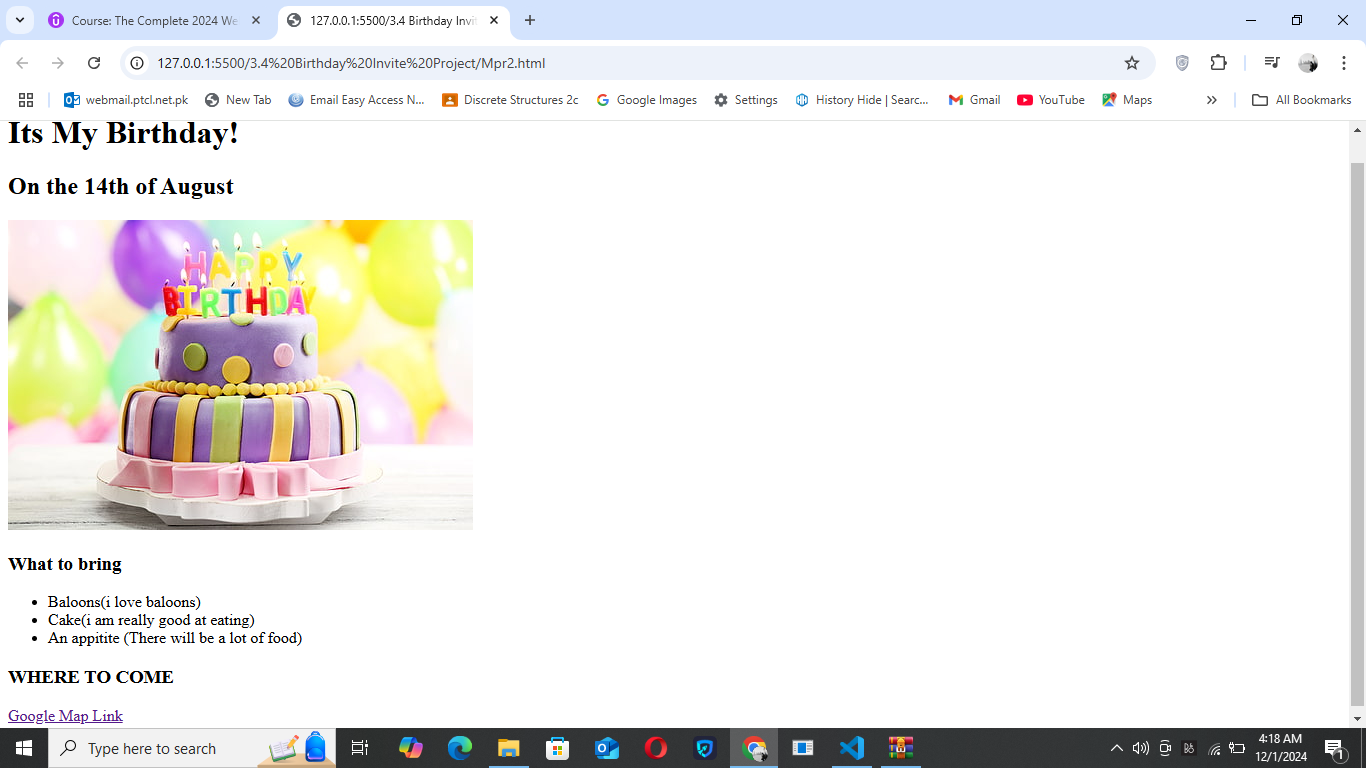 Course: The Complete 2024 We
127.0.0.1:5500/3.4 Birthday Invit
127.0.0.1:5500/3.4%20Birthday%20Invite%20Project/Mpr2.html
webmail.ptcl.net.pk
New Tab
Email Easy Access N...
Discrete Structures 2c
Google Images
Settings
History Hide | Searc...
Gmail
YouTube
Maps
All Bookmarks
Its My Birthday!
On the 14th of August
HAPPY
BIRTHDAY
What to bring
Baloons(i love baloons)
Cake(i am really good at eating)
An appitite (There will be a lot of food)
WHERE TO COME
Google Map Link
Type here to search
4:18 AM
12/1/2024
1